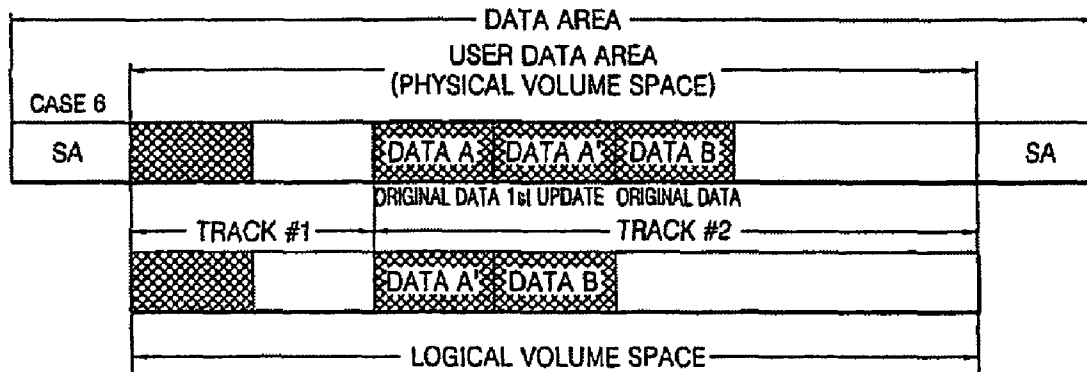 DATA AREA
USER DATA AREA
(PHYSICAL VOLUME SPACE)
CASE 6
SA DATA A DATA A' DATA B SA
ORIGINAL DATA 1st UPDATE ORIGINAL DATA
TRACK #1 TRACK #2
DATA A' DATA B
LOGICAL VOLUME SPACE